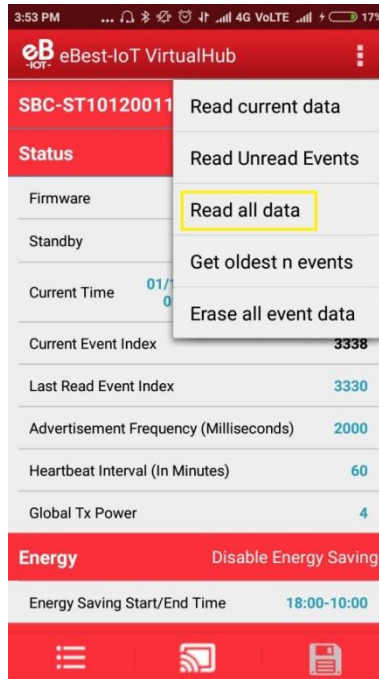 3:53 PM ... 4G VoLTE 17%
eB -IOT- eBest-IoT VirtualHub
SBC-ST10120011
Read current data
Read Unread Events
Read all data
Get oldest n events
Erase all event data
Status
Firmware
Standby
Current Time 01/
0
Current Event Index 3338
Last Read Event Index 3330
Advertisement Frequency (Milliseconds) 2000
Heartbeat Interval (In Minutes) 60
Global Tx Power 4
Energy Disable Energy Saving
Energy Saving Start/End Time 18:00-10:00